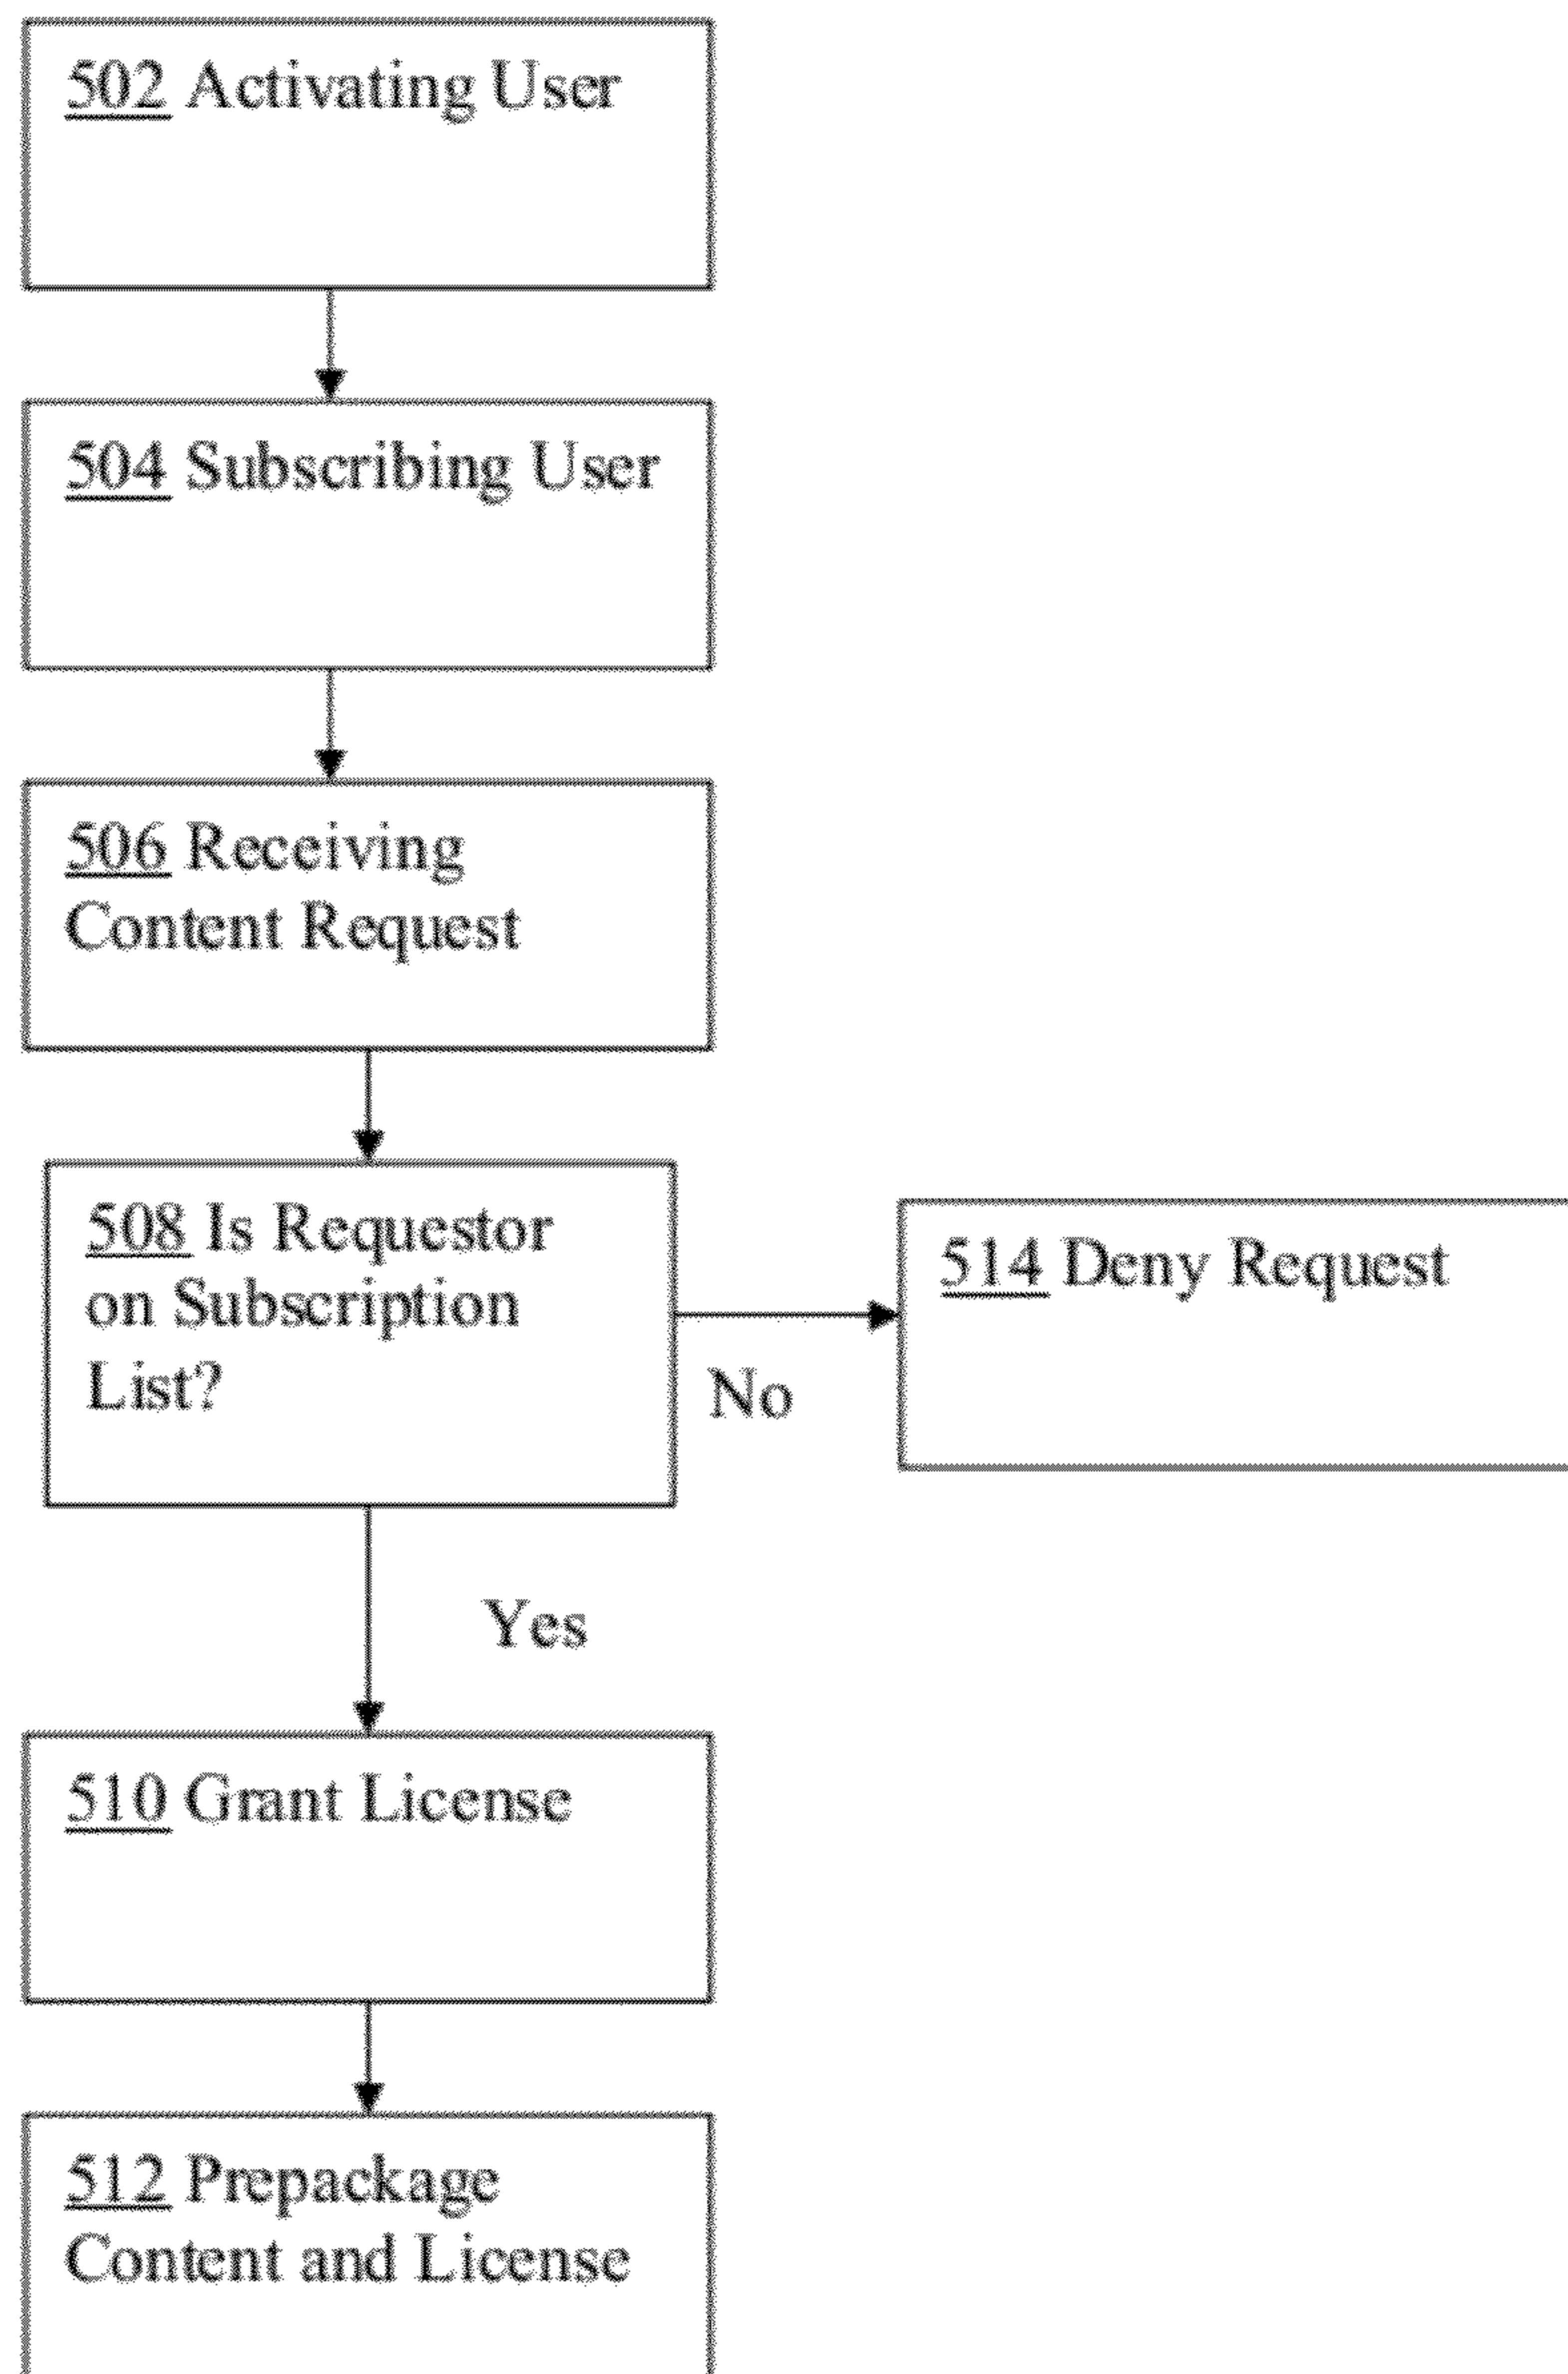 502 Activating User
504 Subscribing User
506 Receiving
Content Request
508 Is Requestor
on Subscription
List?
514 Deny Request
No
Yes
510 Grant License
512 Prepackage
Content and License